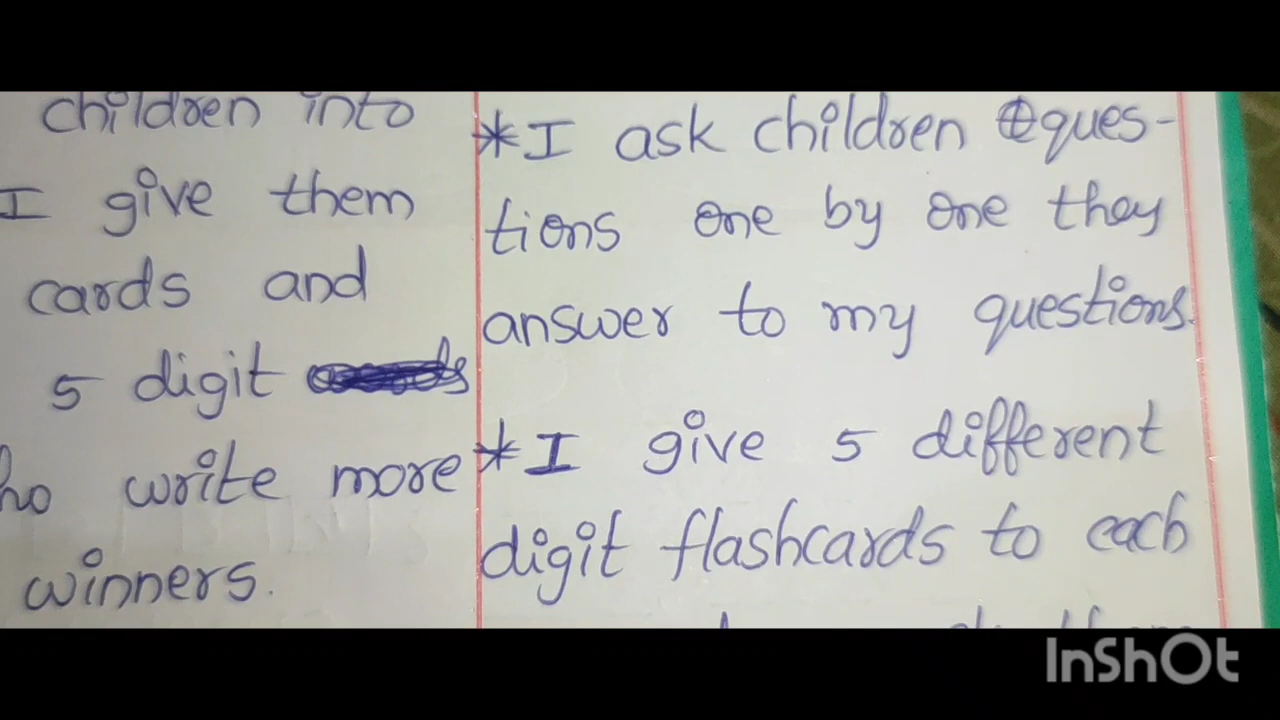 children into
I give them
cards and
5 digit
write more
winners.
*I ask children ques-
tions one by one they
answer to my questions.
*I give 5 different
digit flashcards to each
InShOt